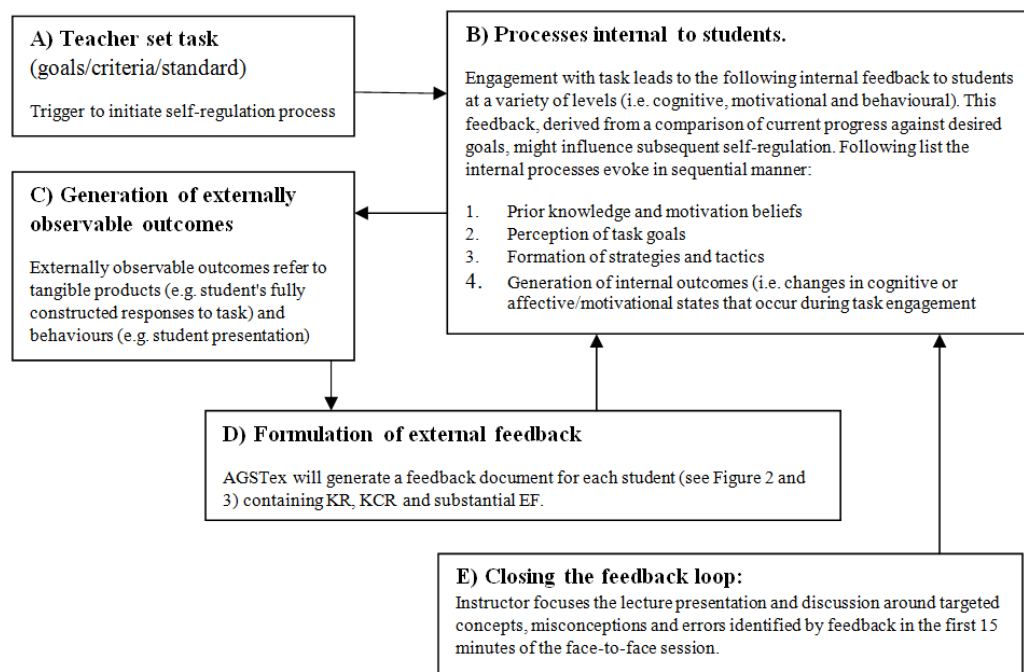 A) Teacher set task
(goals/criteria/standard)
Trigger to initiate self-regulation process
B) Processes internal to students.
Engagement with task leads to the following internal feedback to students
at a variety of levels (i.e. cognitive, motivational and behavioural). This
feedback, derived from a comparison of current progress against desired
goals, might influence subsequent self-regulation. Following list the
internal processes evoke in sequential manner:
1. Prior knowledge and motivation beliefs
2. Perception of task goals
3. Formation of strategies and tactics
4. Generation of internal outcomes (i.e. changes in cognitive or
affective/motivational states that occur during task engagement
C) Generation of externally
observable outcomes
Externally observable outcomes refer to
tangible products (e.g. student's fully
constructed responses to task) and
behaviours (e.g. student presentation)
D) Formulation of external feedback
AGSTex will generate a feedback document for each student (see Figure 2 and
3) containing KR, KCR and substantial EF.
E) Closing the feedback loop:
Instructor focuses the lecture presentation and discussion around targeted
concepts, misconceptions and errors identified by feedback in the first 15
minutes of the face-to-face session.